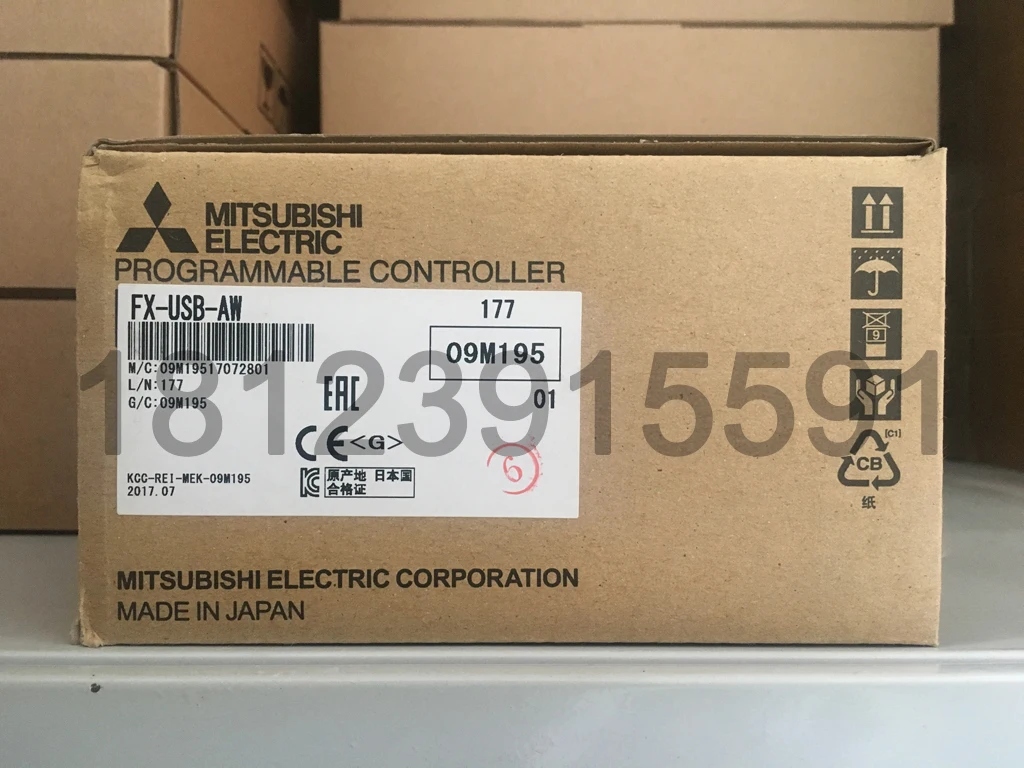 MITSUBISHI
ELECTRIC
PROGRAMMABLE CONTROLLER
FX-USB-AW
177
09M195
M/C:09M19517072801
L/N:177
G/C:09M195
EAC
01
18123915591
CE<G>
6
KCC-REI-MEK-09M195
2017.07
原产地 日本国
合格证
9
[C1]
CB
纸
MITSUBISHI ELECTRIC CORPORATION
MADE IN JAPAN